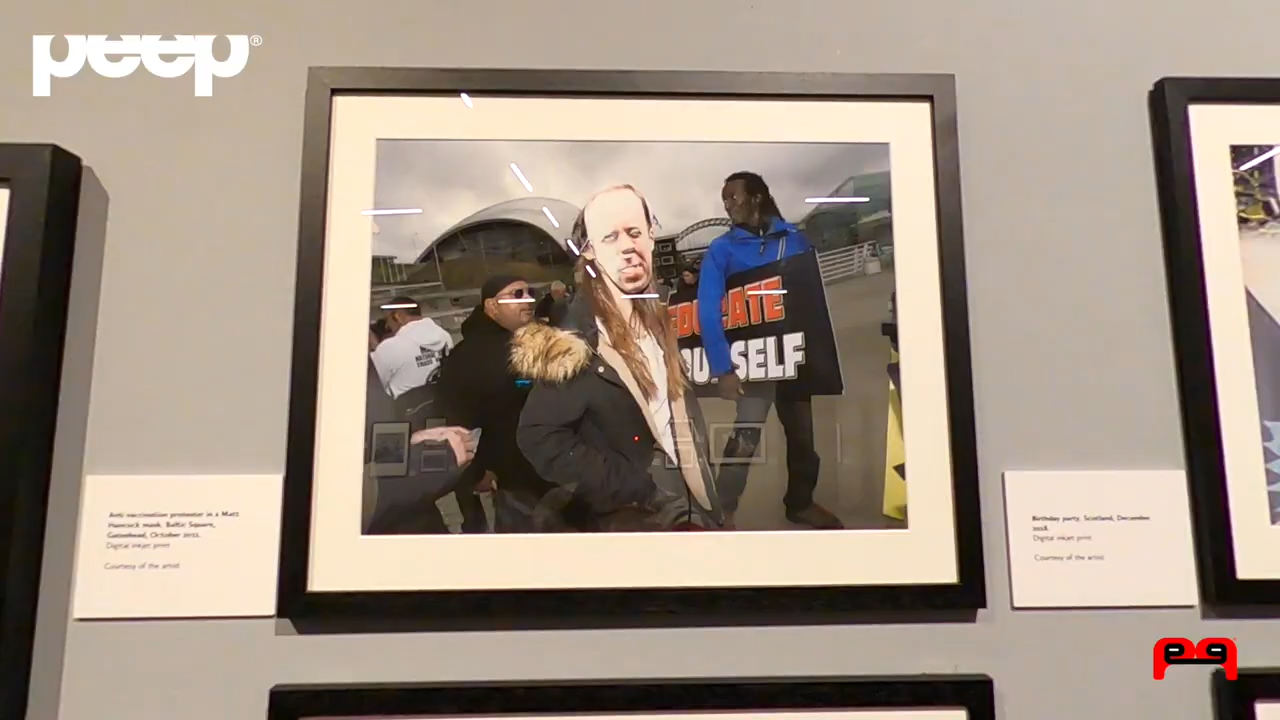 peep®
EDUCATE
SELF
Anti vaccination protester in a Matt
Hancock mask. Baltic Square,
Gateshead, October 2021.
Digital inkjet print
Courtesy of the artist
Birthday party, Scotland, December
2018.
Digital inkjet print
Courtesy of the artist